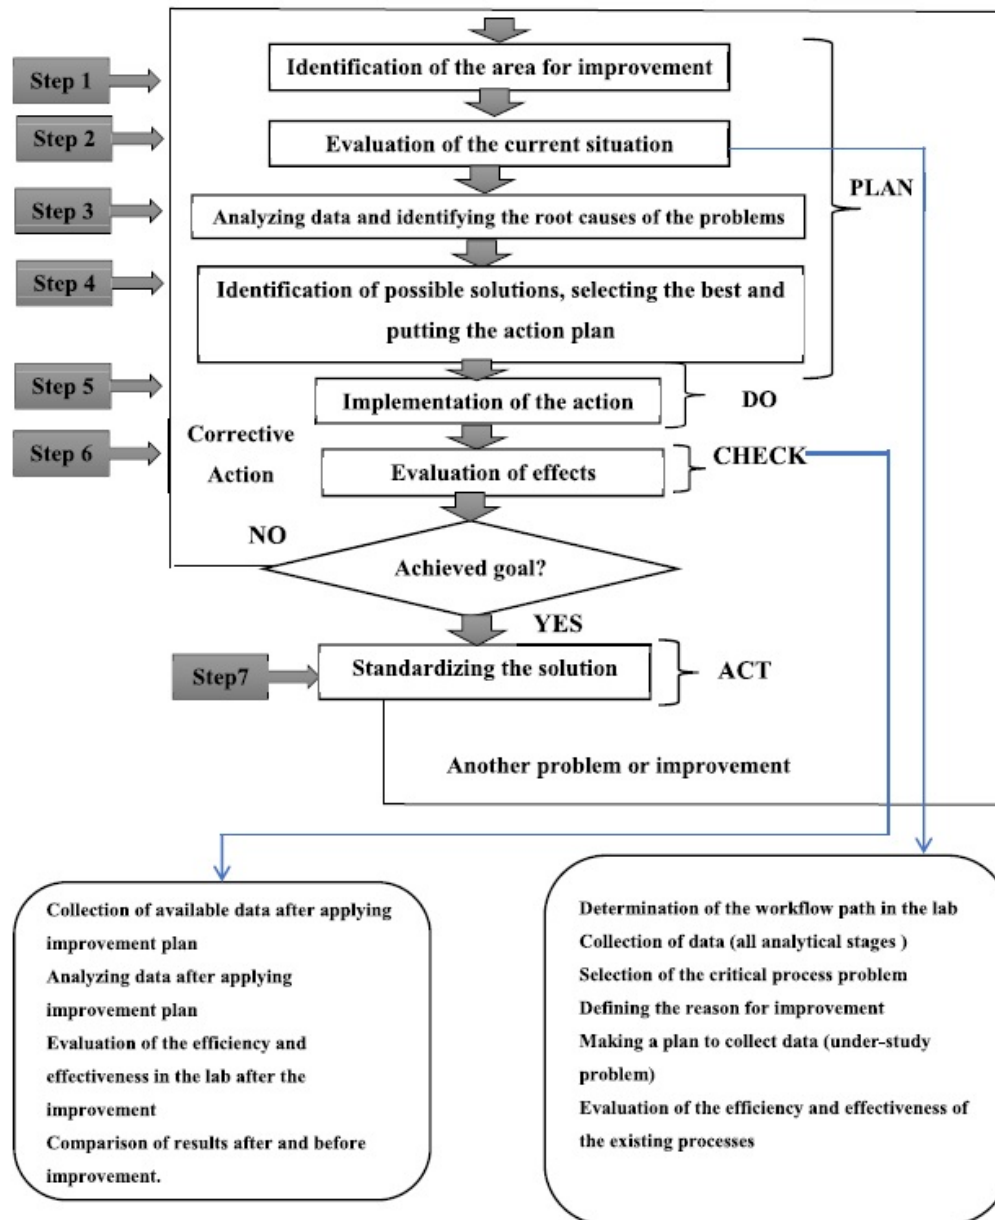 Step 1
Identification of the area for improvement
Step 2
Evaluation of the current situation
PLAN
Step 3
Analyzing data and identifying the root causes of the problems
Step 4
Identification of possible solutions, selecting the best and
putting the action plan
Step 5
Implementation of the action
DO
Step 6
Corrective
Action
Evaluation of effects
CHECK
NO
Achieved goal?
YES
Step7
Standardizing the solution
ACT
Another problem or improvement
Collection of available data after applying
improvement plan
Analyzing data after applying
improvement plan
Evaluation of the efficiency and
effectiveness in the lab after the
improvement
Comparison of results after and before
improvement.
Determination of the workflow path in the lab
Collection of data (all analytical stages )
Selection of the critical process problem
Defining the reason for improvement
Making a plan to collect data (under-study
problem)
Evaluation of the efficiency and effectiveness of
the existing processes